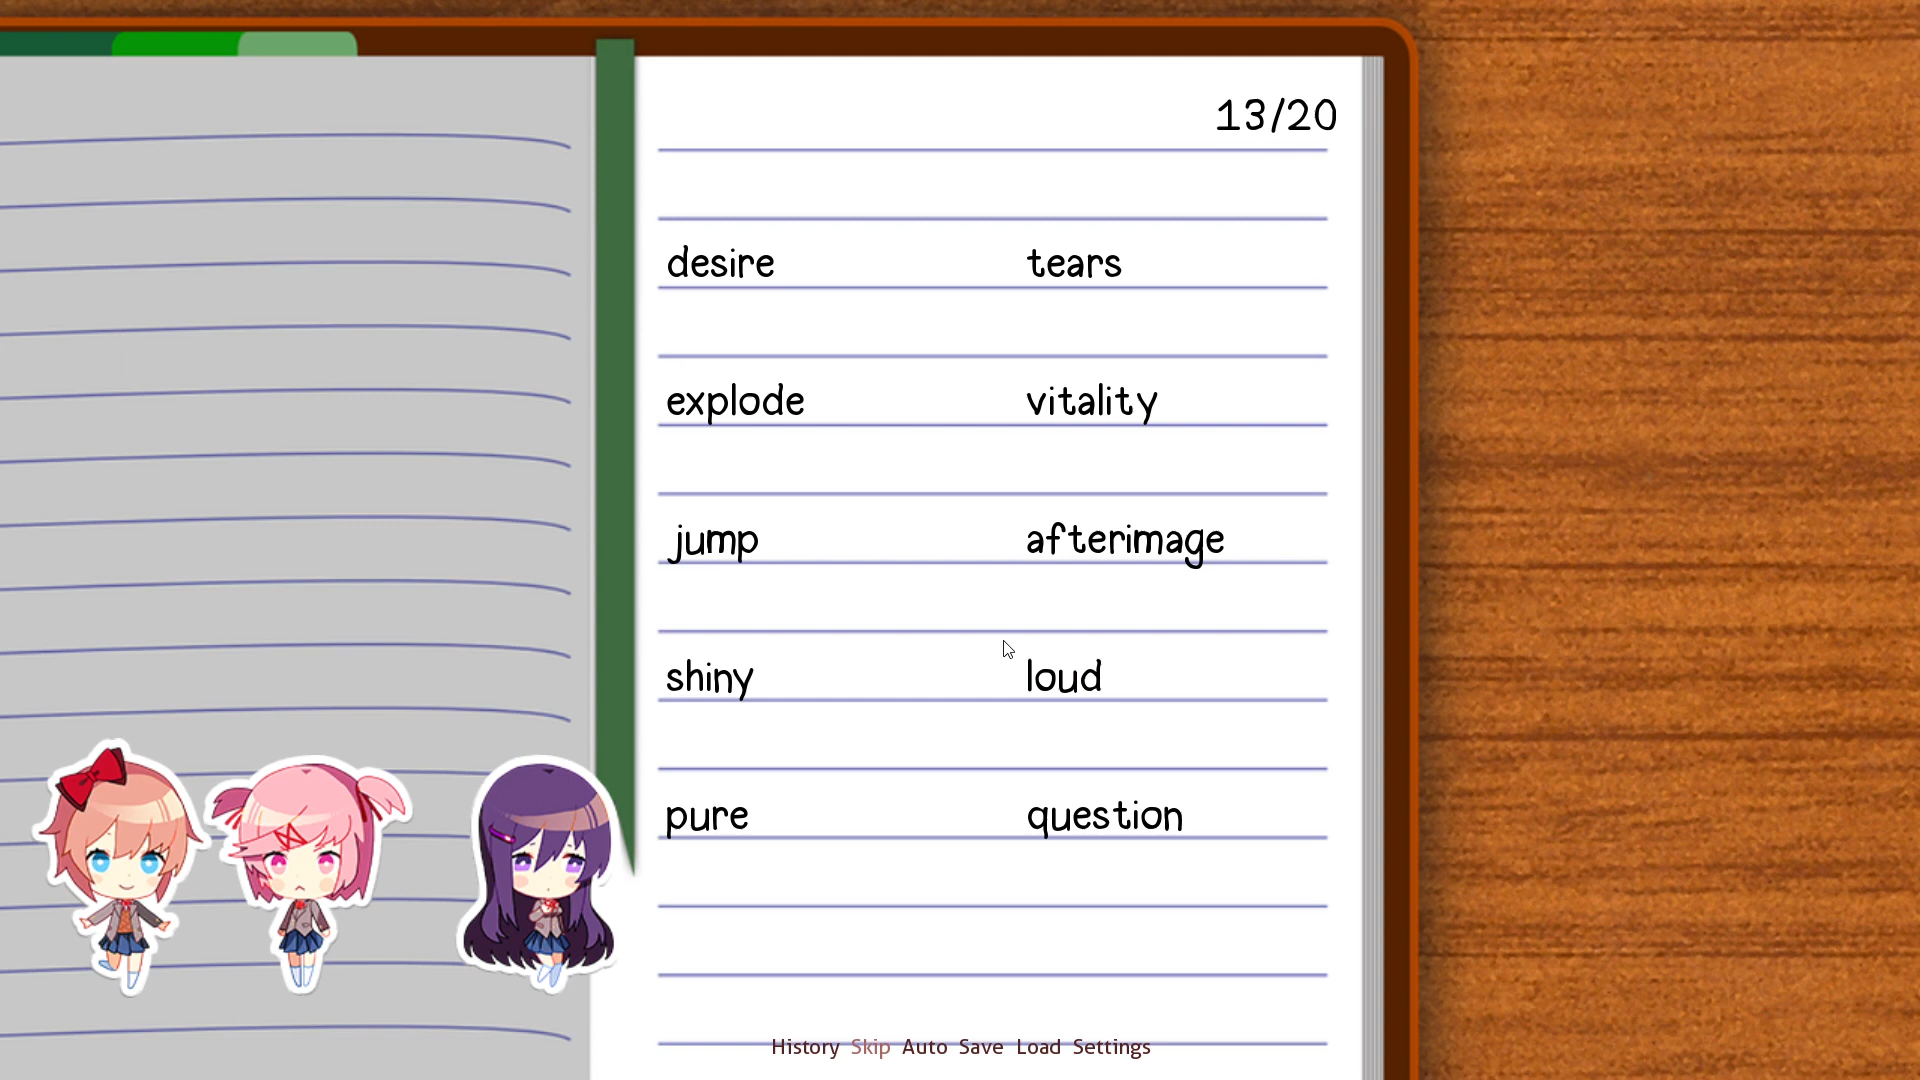 13/20
desire tears
explode vitality
jump afterimage
shiny loud
pure question
History Skip Auto Save Load Settings